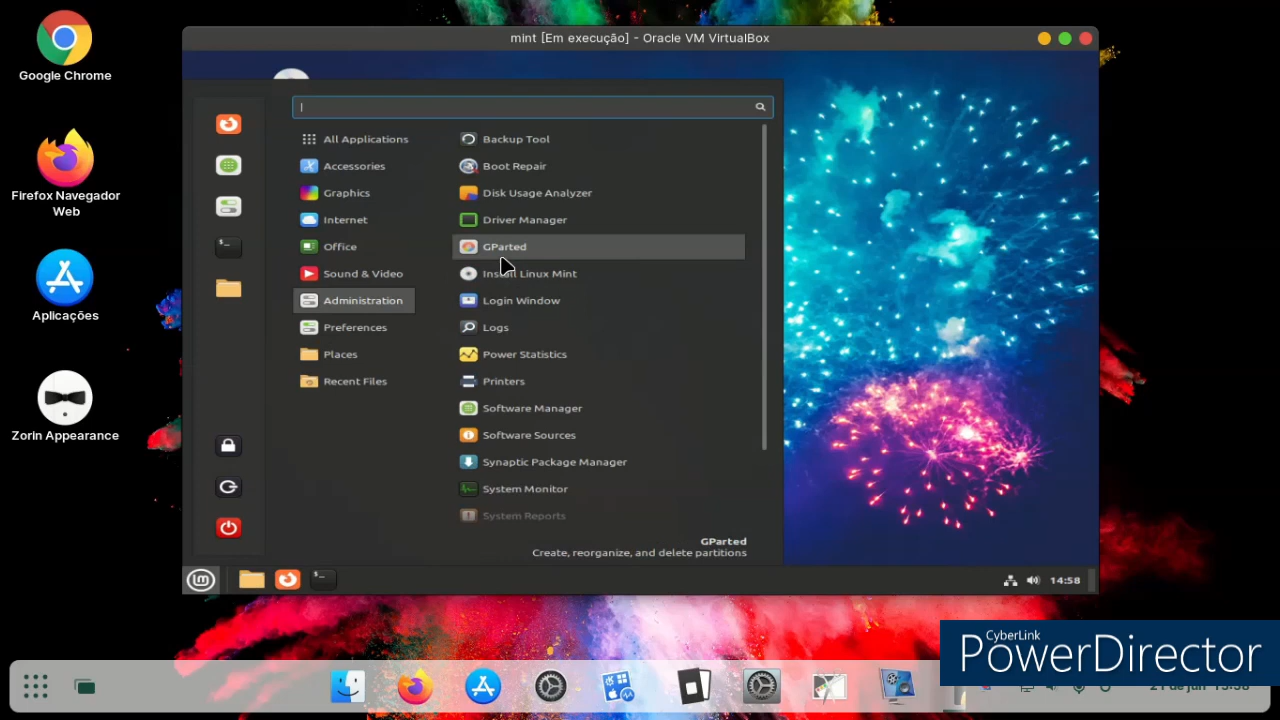 mint [Em execução] - Oracle VM VirtualBox
Google Chrome
Firefox Navegador
Web
Aplicações
Zorin Appearance
All Applications
Accessories
Graphics
Internet
Office
Sound & Video
Administration
Preferences
Places
Recent Files
Backup Tool
Boot Repair
Disk Usage Analyzer
Driver Manager
GParted
Install Linux Mint
Login Window
Logs
Power Statistics
Printers
Software Manager
Software Sources
Synaptic Package Manager
System Monitor
System Reports
GParted
Create, reorganize, and delete partitions
14:58
CyberLink
PowerDirector